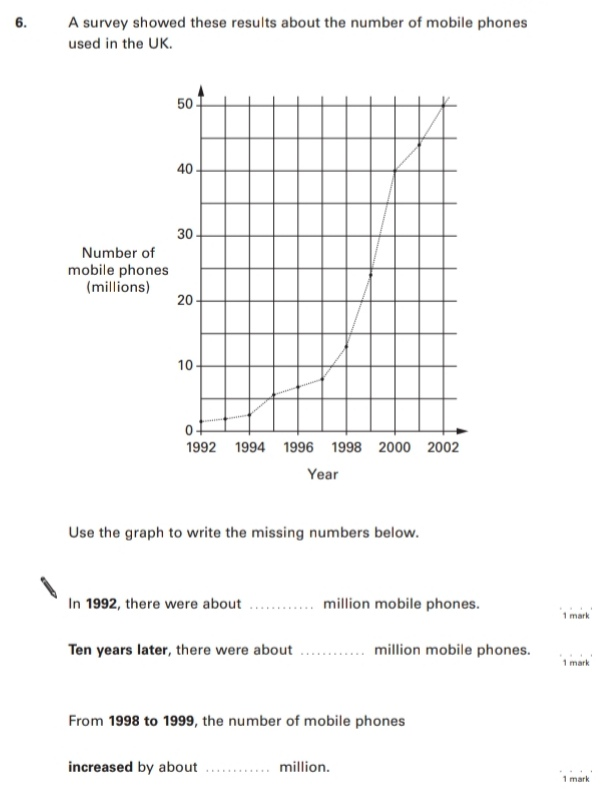 6. A survey showed these results about the number of mobile phones
used in the UK.
50
40
30
Number of
mobile phones
(millions)
20
10
0
1992 1994 1996 1998 2000 2002
Year
Use the graph to write the missing numbers below.
In 1992, there were about ............ million mobile phones.
1 mark
Ten years later, there were about ............ million mobile phones.
1 mark
From 1998 to 1999, the number of mobile phones
increased by about ............ million.
1 mark